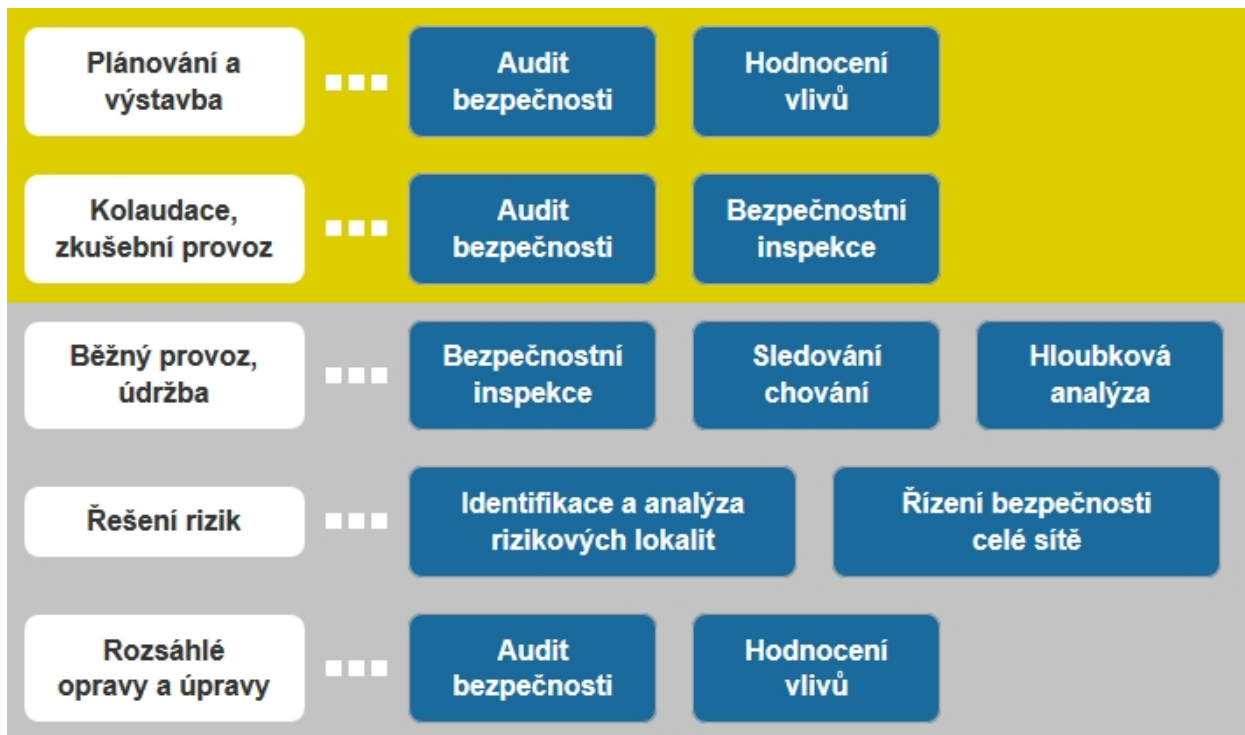 Plánování a
výstavba
Audit
bezpečnosti
Hodnocení
vlivů
Kolaudace,
zkušební provoz
Audit
bezpečnosti
Bezpečnostní
inspekce
Běžný provoz,
údržba
Bezpečnostní
inspekce
Sledování
chování
Hloubková
analýza
Řešení rizik
Identifikace a analýza
rizikových lokalit
Řízení bezpečnosti
celé sítě
Rozsáhlé
opravy a úpravy
Audit
bezpečnosti
Hodnocení
vlivů